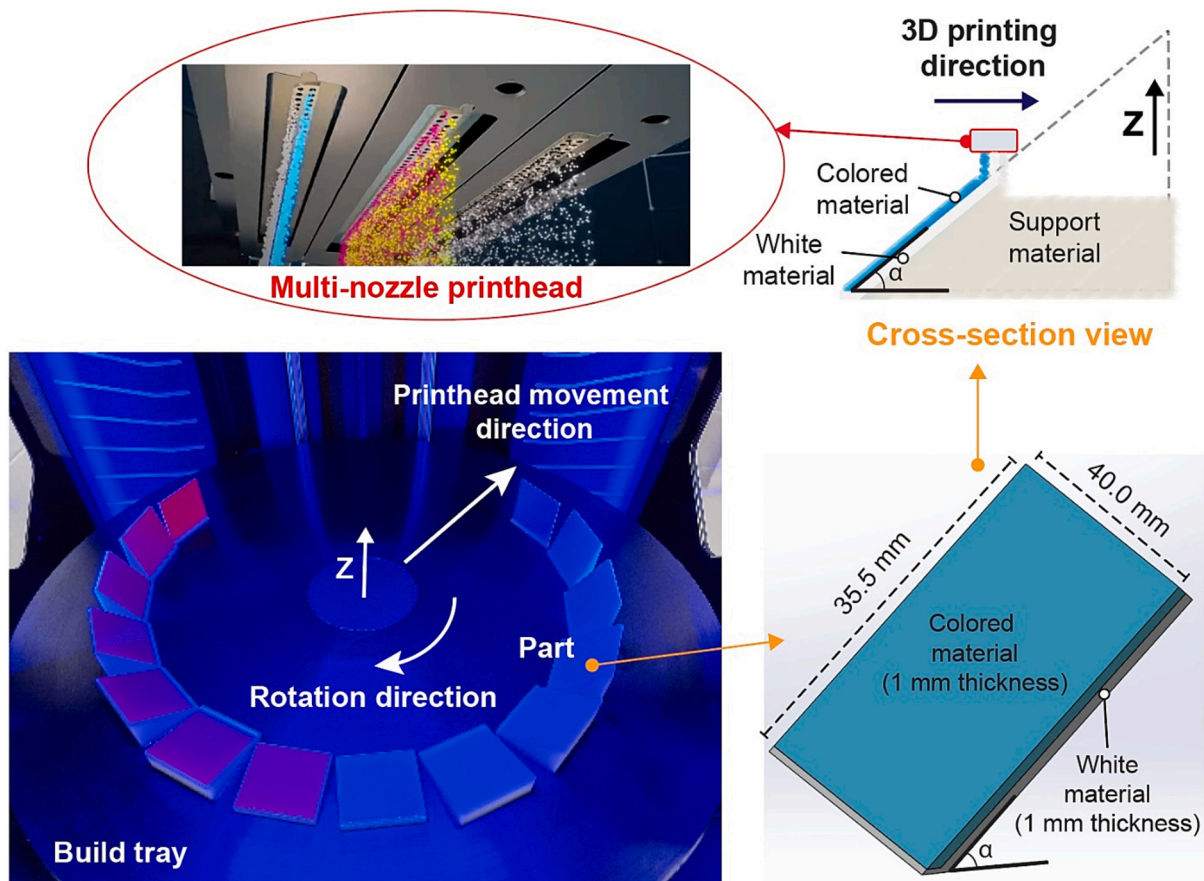 3D printing
direction
Z
Colored
material
White
material
α
Support
material
Multi-nozzle printhead
Cross-section view
Printhead movement
direction
Z
Part
Rotation direction
Build tray
35.5 mm
40.0 mm
Colored
material
(1 mm thickness)
White
material
(1 mm thickness)
α